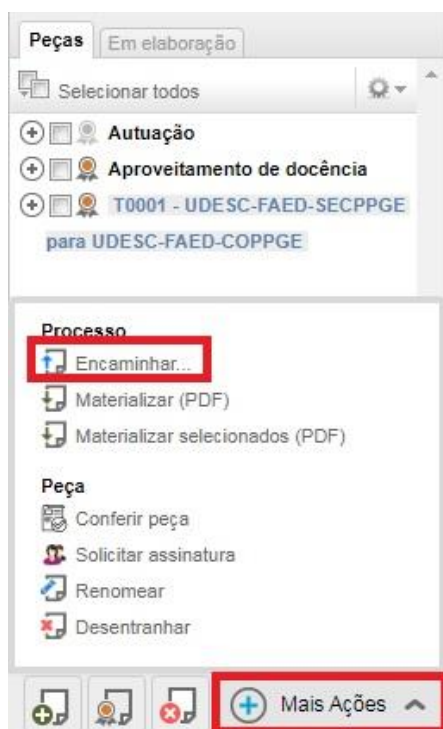 Peças Em elaboração
Selecionar todos
Autuação
Aproveitamento de docência
T0001 - UDESC-FAED-SECPPGE
para UDESC-FAED-COPPGE
Processo
Encaminhar...
Materializar (PDF)
Materializar selecionados (PDF)
Peça
Conferir peça
Solicitar assinatura
Renomear
Desentranhar
Mais Ações